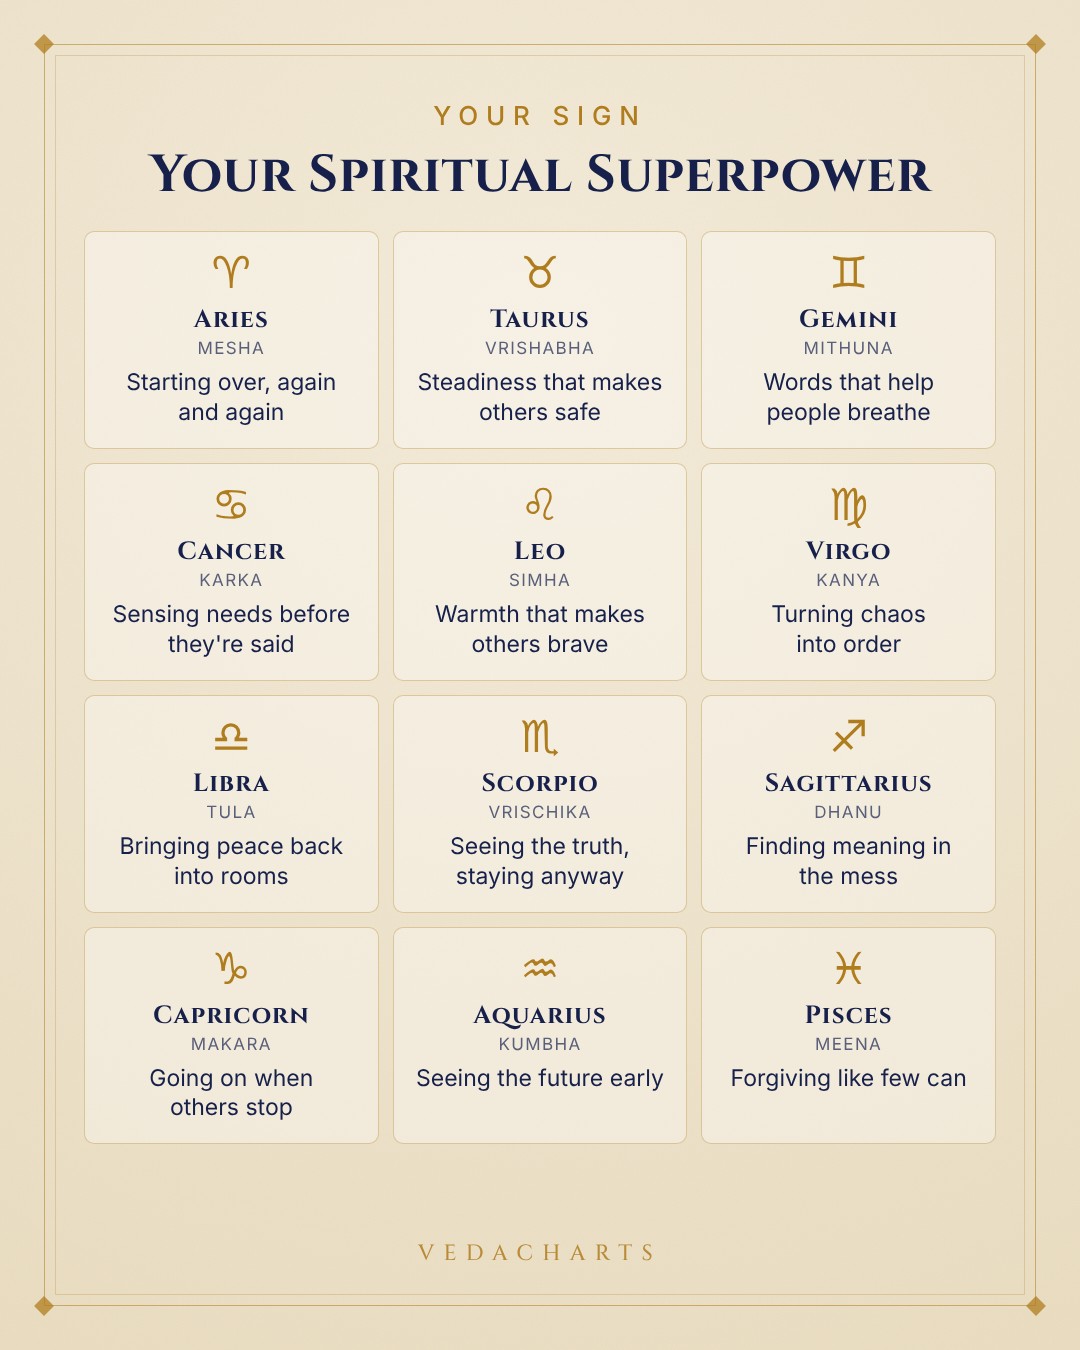 YOUR SIGN
Your Spiritual Superpower
♈
Aries
MESHA
Starting over, again
and again
♉
Taurus
VRISHABHA
Steadiness that makes
others safe
♊
Gemini
MITHUNA
Words that help
people breathe
♋
Cancer
KARKA
Sensing needs before
they're said
♌
Leo
SIMHA
Warmth that makes
others brave
♍
Virgo
KANYA
Turning chaos
into order
♎
Libra
TULA
Bringing peace back
into rooms
♏
Scorpio
VRISCHIKA
Seeing the truth,
staying anyway
♐
Sagittarius
DHANU
Finding meaning in
the mess
♑
Capricorn
MAKARA
Going on when
others stop
♒
Aquarius
KUMBHA
Seeing the future early
♓
Pisces
MEENA
Forgiving like few can
VEDACHARTS